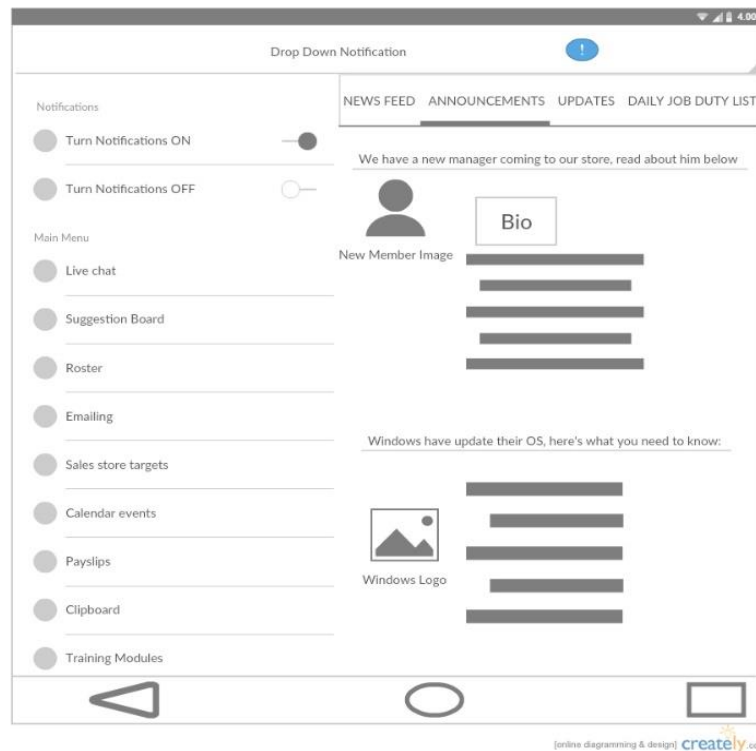 4.00
Drop Down Notification
!
Notifications
Turn Notifications ON
Turn Notifications OFF
Main Menu
Live chat
Suggestion Board
Roster
Emailing
Sales store targets
Calendar events
Payslips
Clipboard
Training Modules
NEWS FEED ANNOUNCEMENTS UPDATES DAILY JOB DUTY LIST
We have a new manager coming to our store, read about him below
Bio
New Member Image
Windows have update their OS, here's what you need to know:
Windows Logo
[online diagramming & design] creately